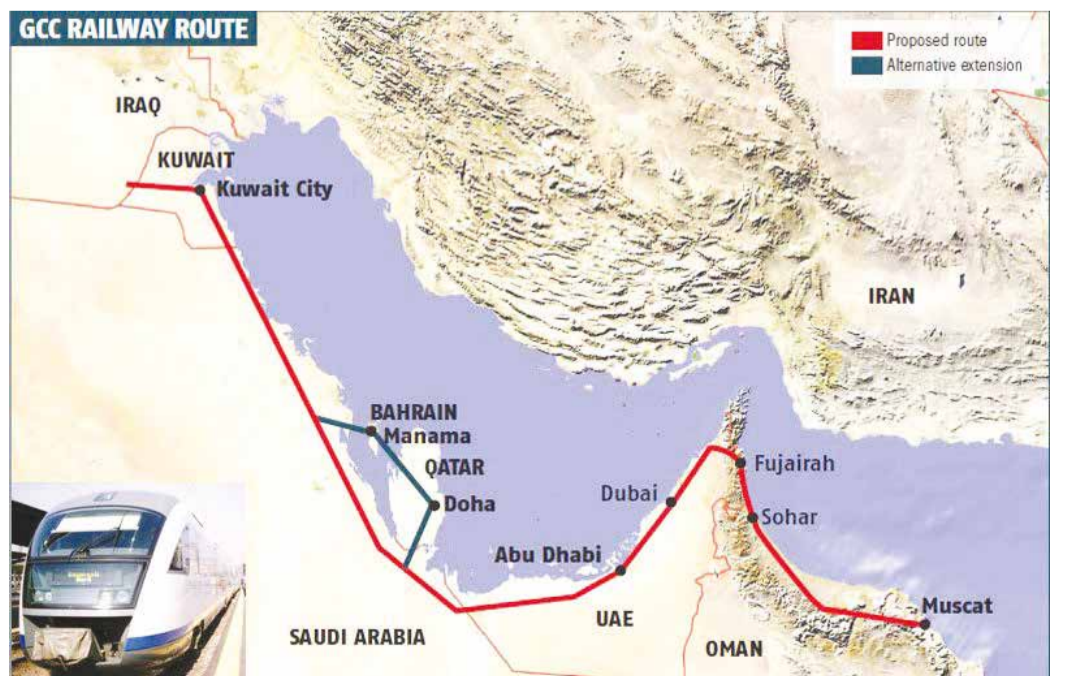 GCC RAILWAY ROUTE
Proposed route
Alternative extension
IRAQ
KUWAIT
Kuwait City
IRAN
BAHRAIN
Manama
QATAR
Doha
Fujairah
Dubai
Sohar
Abu Dhabi
UAE
Muscat
SAUDI ARABIA
OMAN